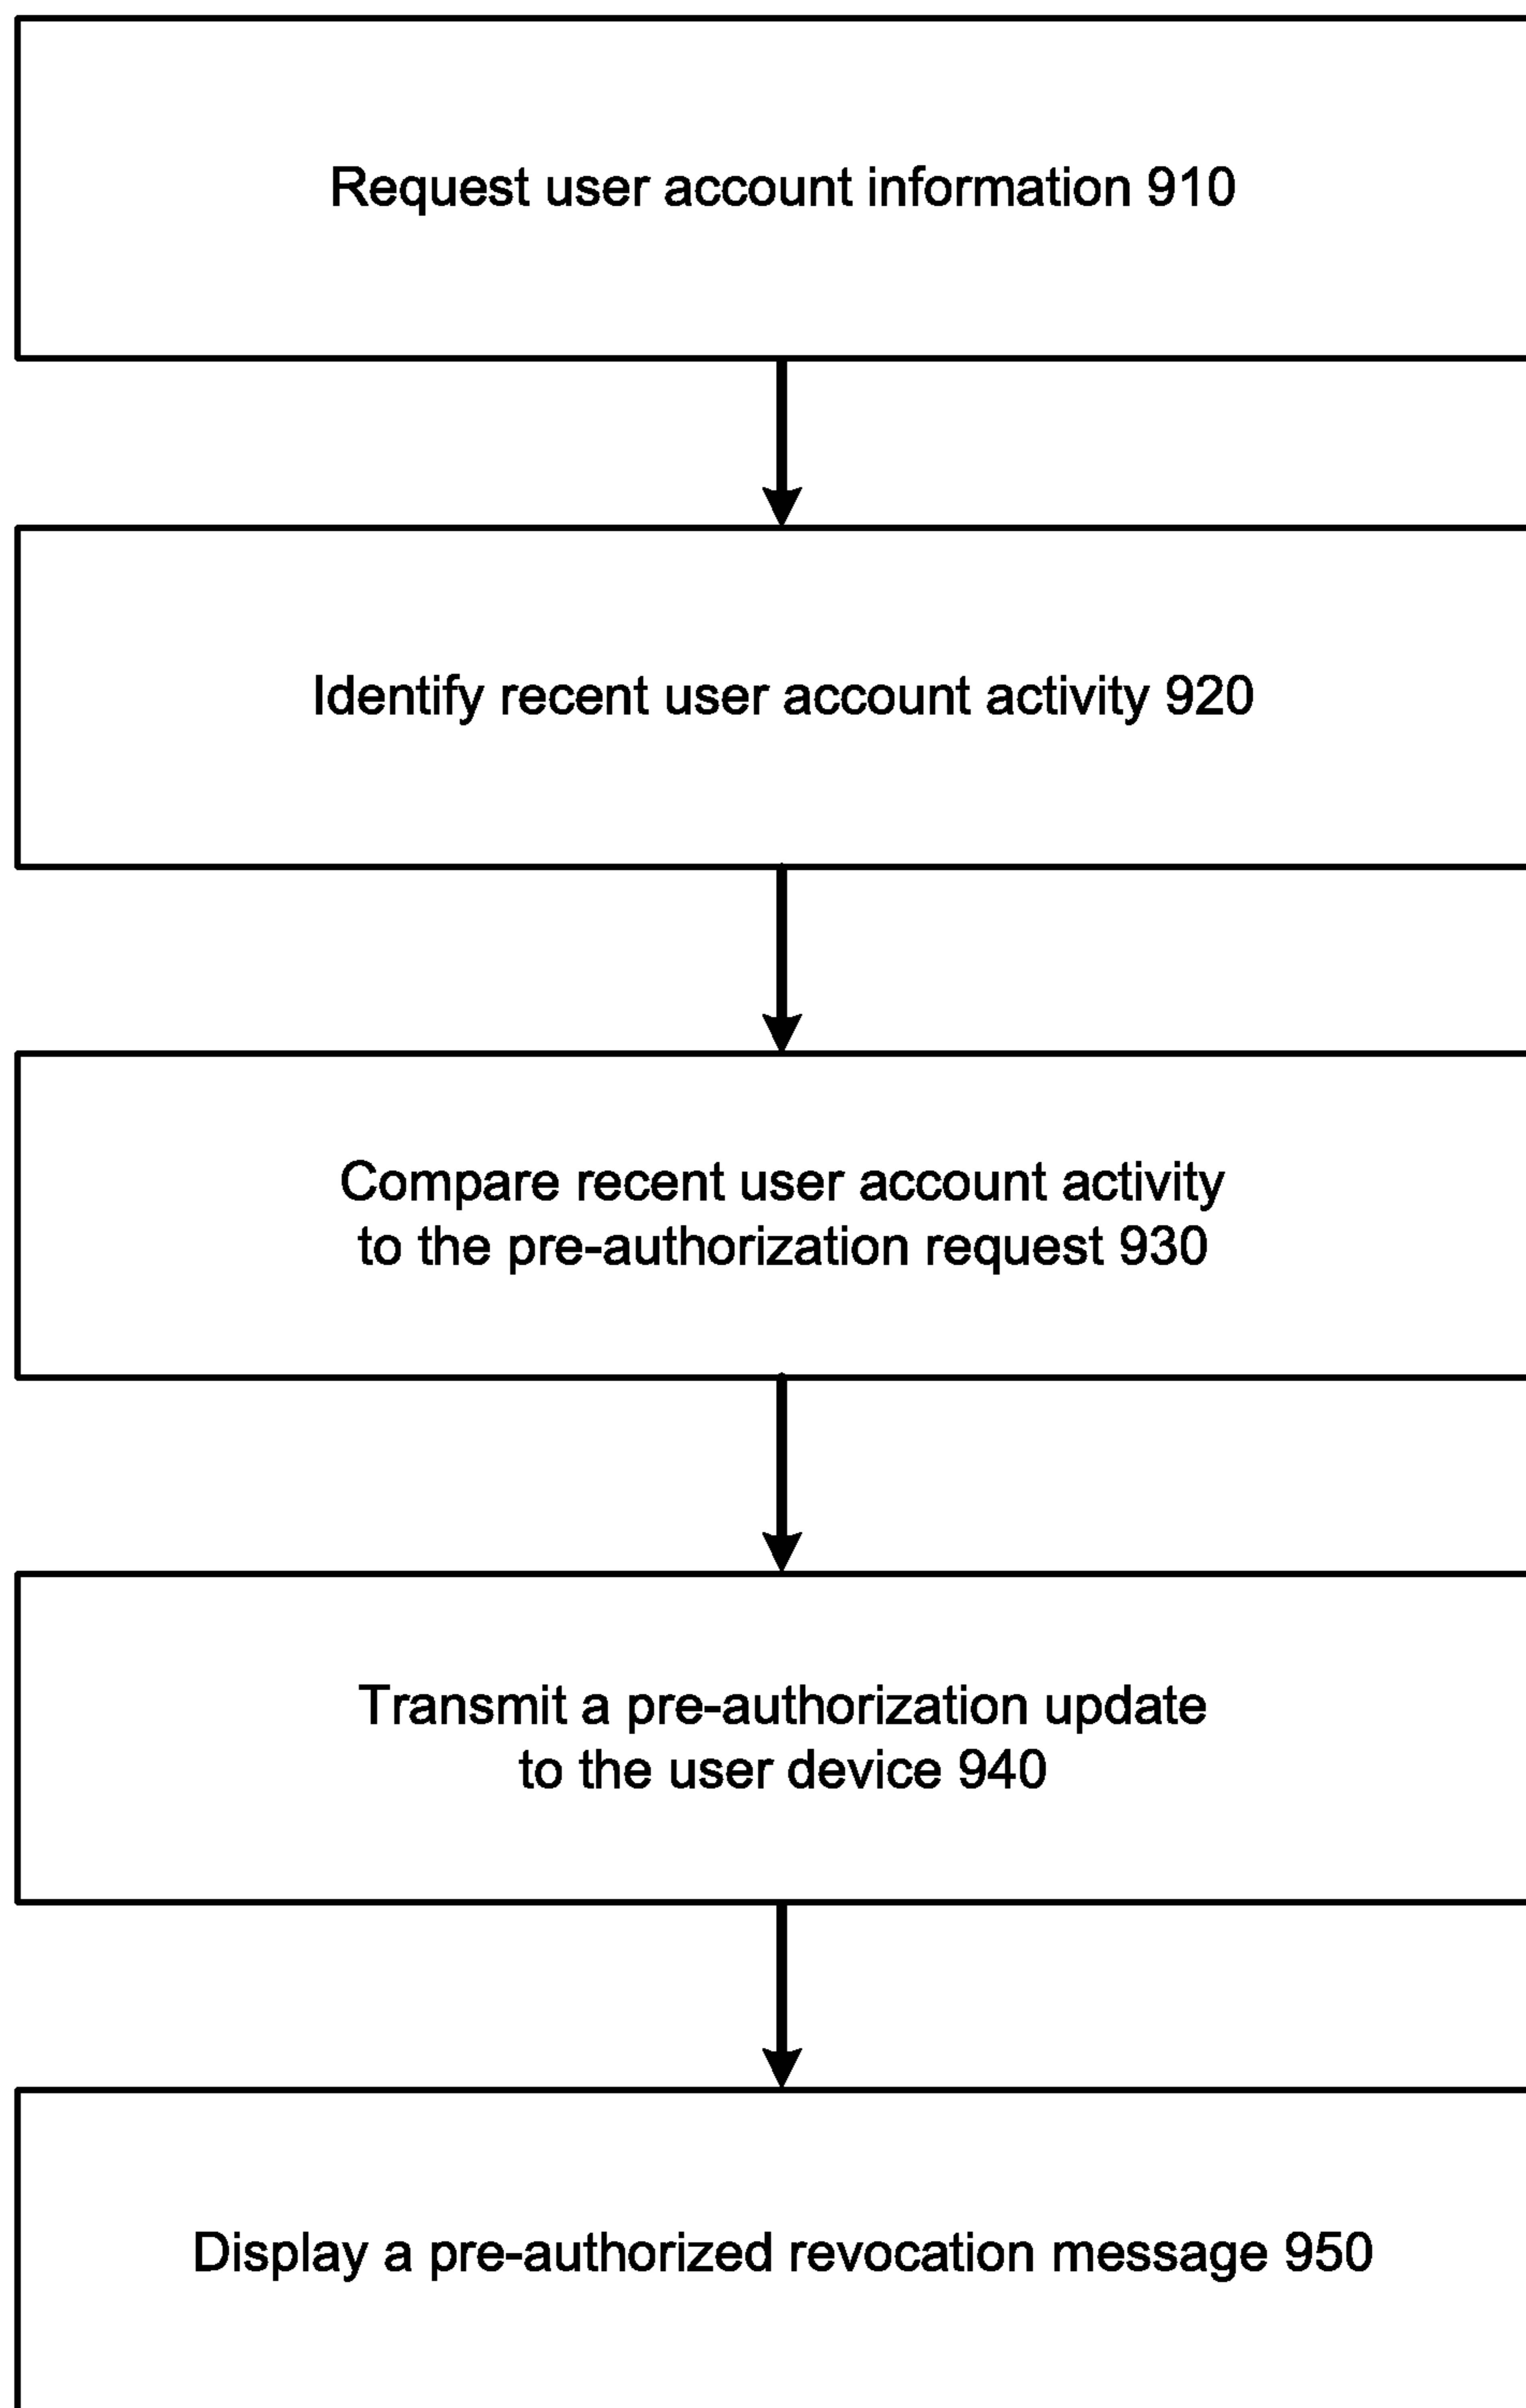 Request user account information 910
Identify recent user account activity 920
Compare recent user account activity
to the pre-authorization request 930
Transmit a pre-authorization update
to the user device 940
Display a pre-authorized revocation message 950